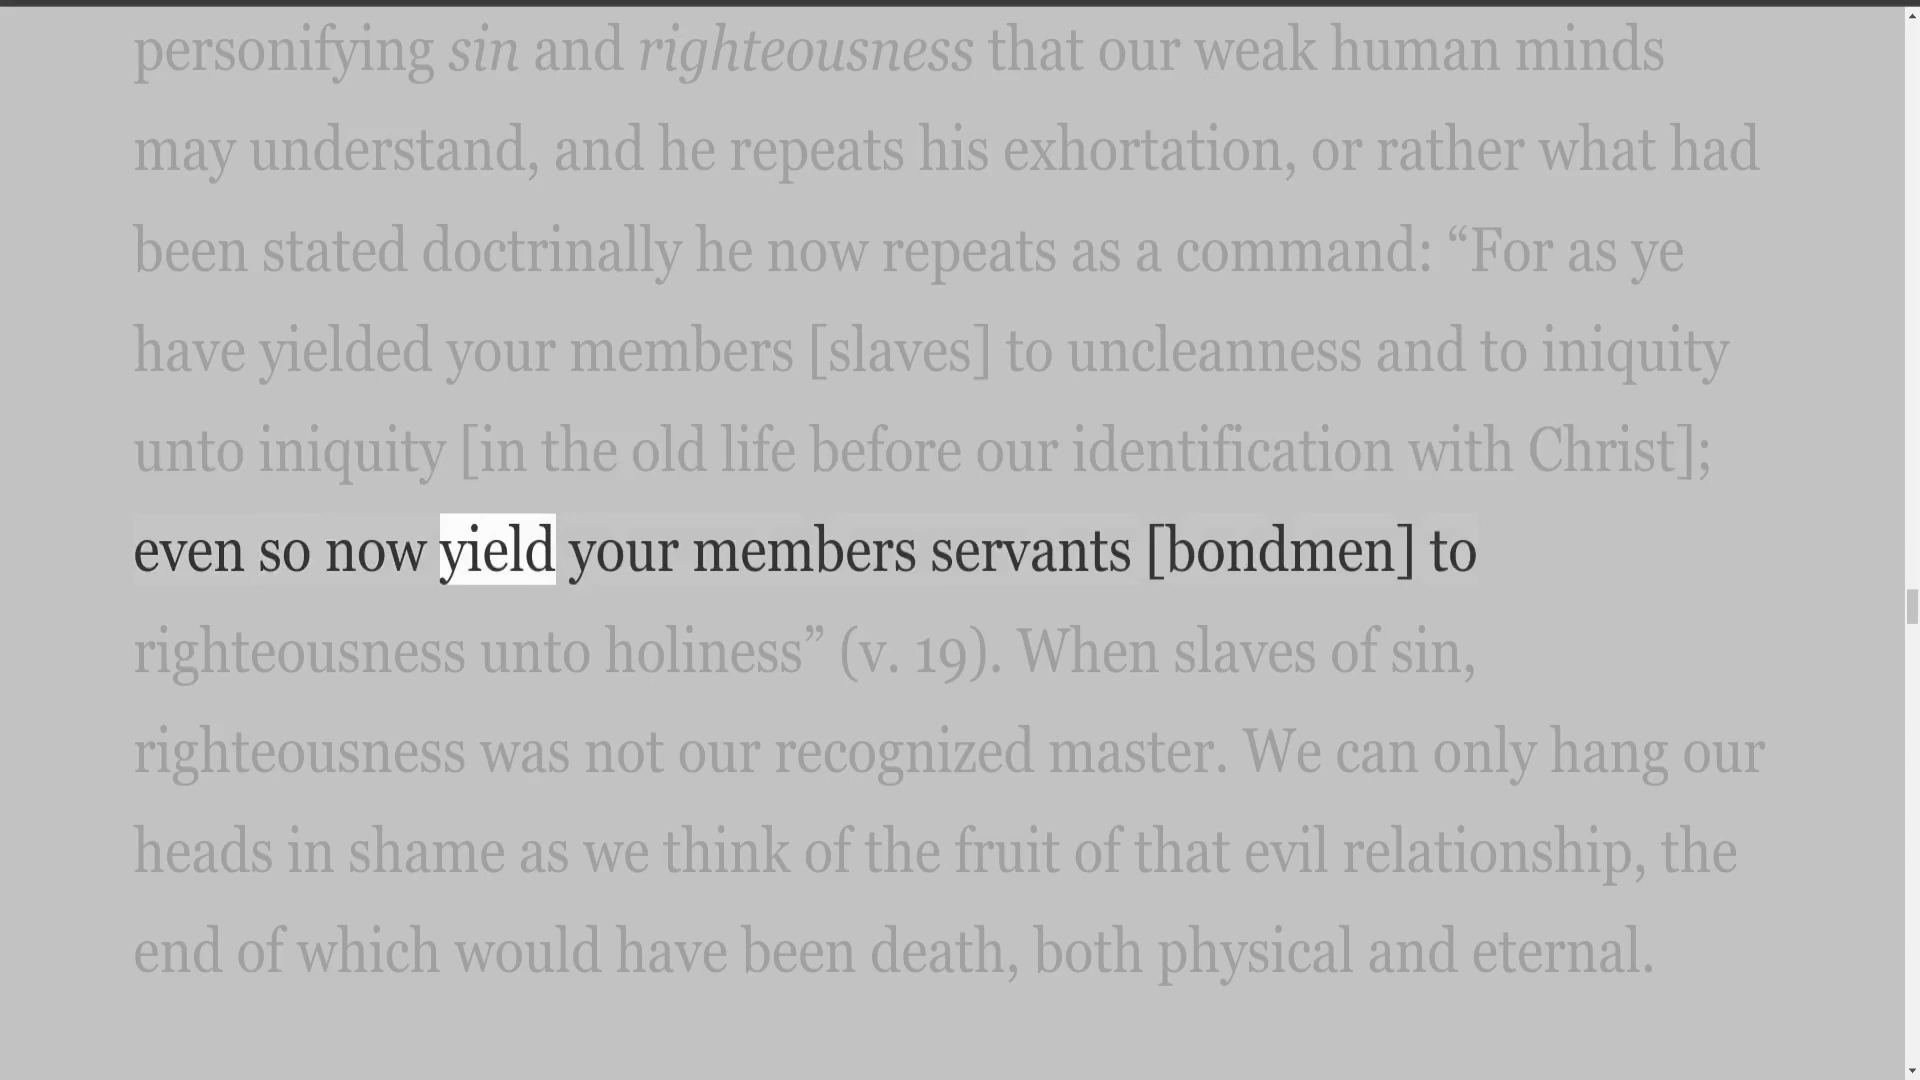 personifying sin and righteousness that our weak human minds
may understand, and he repeats his exhortation, or rather what had
been stated doctrinally he now repeats as a command: “For as ye
have yielded your members [slaves] to uncleanness and to iniquity
unto iniquity [in the old life before our identification with Christ];
even so now yield your members servants [bondmen] to
righteousness unto holiness” (v. 19). When slaves of sin,
righteousness was not our recognized master. We can only hang our
heads in shame as we think of the fruit of that evil relationship, the
end of which would have been death, both physical and eternal.